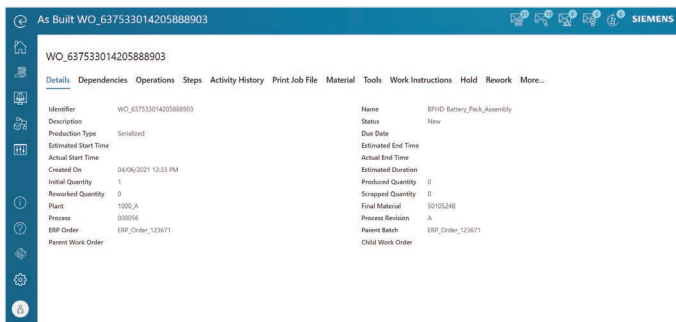 As Built WO_637533014205888903
SIEMENS
WO_637533014205888903
Details Dependencies Operations Steps Activity History Print Job File Material Tools Work Instructions Hold Rework More...
Identifier WO_637533014205888903 Name BPHD-Battery_Pack_Assembly
Description Status New
Production Type Serialized Due Date
Estimated Start Time Estimated End Time
Actual Start Time Actual End Time
Created On 04/06/2021 12:23 PM Estimated Duration
Initial Quantity 1 Produced Quantity 0
Reworked Quantity 0 Scrapped Quantity 0
Plant 1000_A Final Material 50105248
Process 000056 Process Revision A
ERP Order ERP_Order_123671 Parent Batch ERP_Order_123671
Parent Work Order Child Work Order